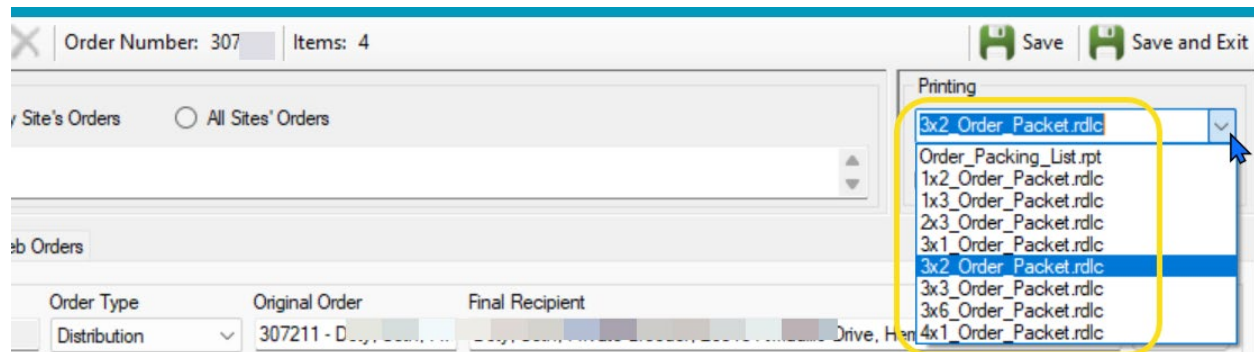 Order Number: 307 Items: 4 Save Save and Exit
Printing
Site's Orders All Sites' Orders
3x2_Order_Packet.rdlc
Order_Packing_List.rpt
1x2_Order_Packet.rdlc
1x3_Order_Packet.rdlc
2x3_Order_Packet.rdlc
3x1_Order_Packet.rdlc
3x2_Order_Packet.rdlc
3x3_Order_Packet.rdlc
3x6_Order_Packet.rdlc
4x1_Order_Packet.rdlc
eb Orders
Order Type Original Order Final Recipient
Distribution 307211 - Drive,